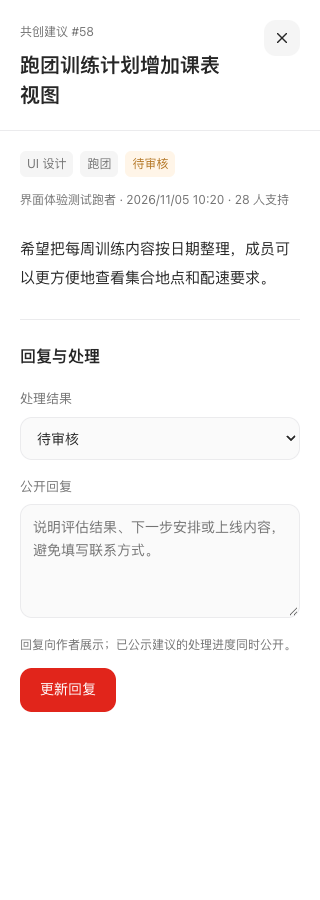 共创建议 #58
跑团训练计划增加课表
视图
UI 设计
跑团
待审核
界面体验测试跑者 · 2026/11/05 10:20 · 28 人支持
希望把每周训练内容按日期整理，成员可
以更方便地查看集合地点和配速要求。
回复与处理
处理结果
待审核
公开回复
说明评估结果、下一步安排或上线内容，
避免填写联系方式。
回复向作者展示；已公示建议的处理进度同时公开。
更新回复